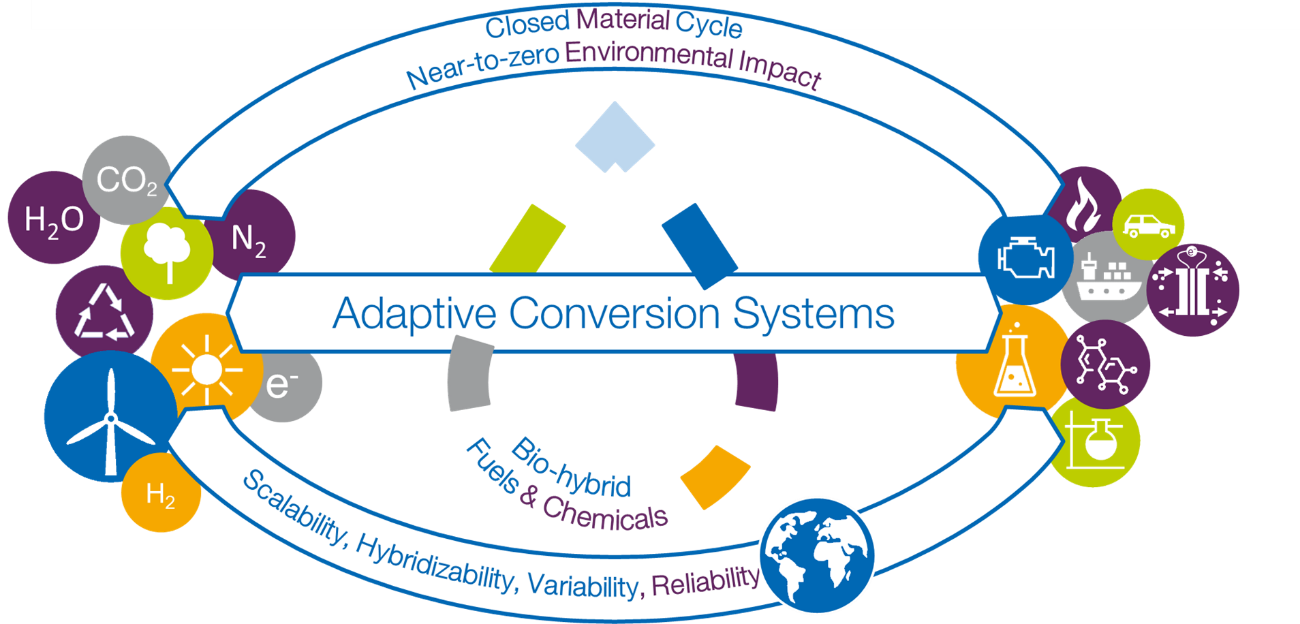 Closed Material Cycle
Near-to-zero Environmental Impact
CO₂
H₂O
N₂
Adaptive Conversion Systems
e⁻
H₂
Bio-hybrid
Fuels & Chemicals
Scalability, Hybridizability, Variability, Reliability